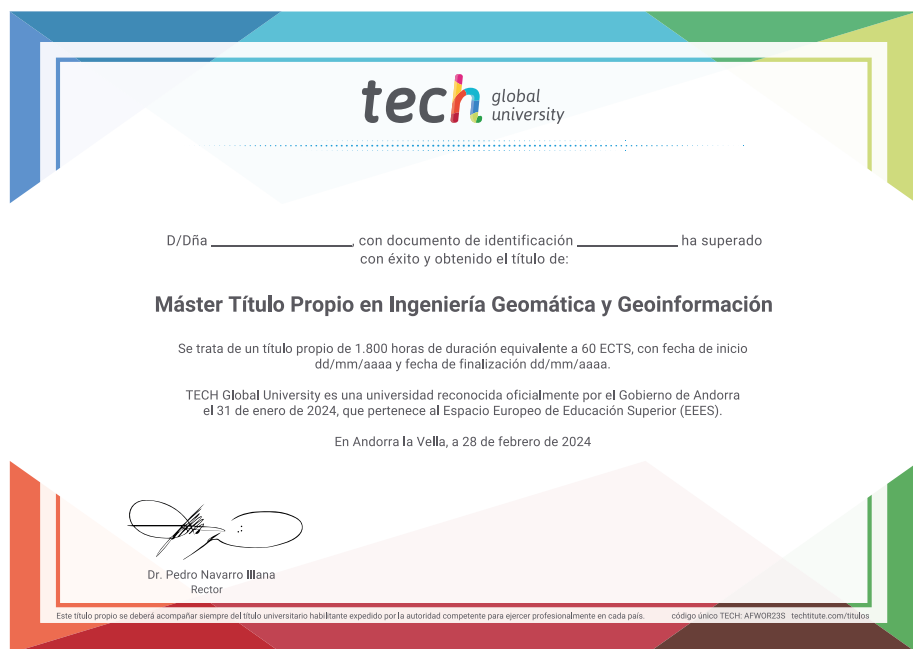 tech global university
D/Dña ________________, con documento de identificación ____________ ha superado
con éxito y obtenido el título de:
Máster Título Propio en Ingeniería Geomática y Geoinformación
Se trata de un título propio de 1.800 horas de duración equivalente a 60 ECTS, con fecha de inicio
dd/mm/aaaa y fecha de finalización dd/mm/aaaa.
TECH Global University es una universidad reconocida oficialmente por el Gobierno de Andorra
el 31 de enero de 2024, que pertenece al Espacio Europeo de Educación Superior (EEES).
En Andorra la Vella, a 28 de febrero de 2024
Dr. Pedro Navarro Illana
Rector
Este título propio se deberá acompañar siempre del título universitario habilitante expedido por la autoridad competente para ejercer profesionalmente en cada país. código único TECH: AFWOR23S techtitute.com/titulos